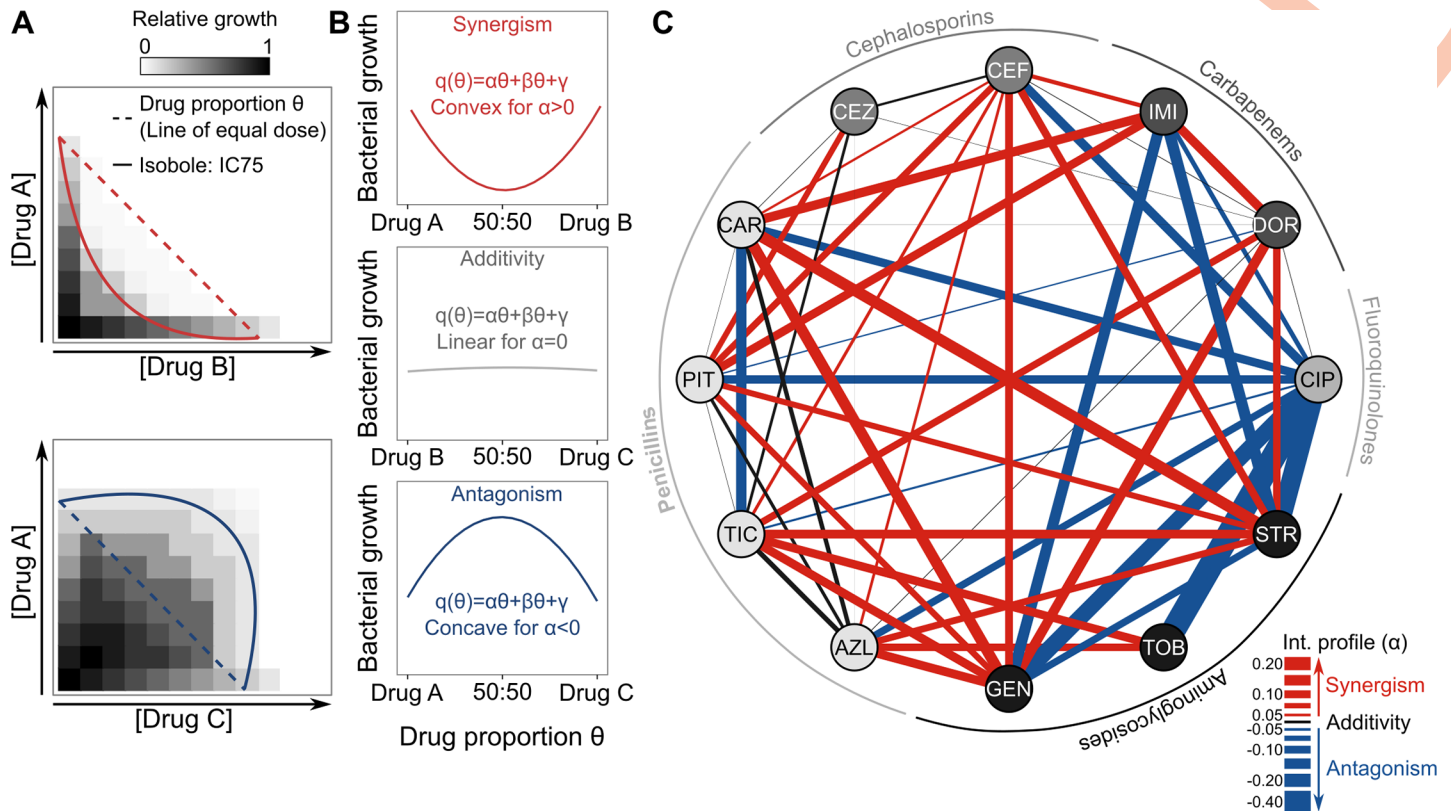 A
Relative growth
0 1
Drug proportion θ
(Line of equal dose)
Isobole: IC75
[Drug A]
[Drug B]
[Drug A]
[Drug C]
B
Bacterial growth
Synergism
q(θ)=αθ+βθ+γ
Convex for α>0
Drug A 50:50 Drug B
Bacterial growth
Additivity
q(θ)=αθ+βθ+γ
Linear for α=0
Drug B 50:50 Drug C
Bacterial growth
Antagonism
q(θ)=αθ+βθ+γ
Concave for α<0
Drug A 50:50 Drug C
Drug proportion θ
C
Cephalosporins
Carbapenems
Fluoroquinolones
Aminoglycosides
Penicillins
CEF
IMI
DOR
CIP
STR
TOB
GEN
AZL
TIC
PIT
CAR
CEZ
Int. profile (α)
0.20
0.10
0.05
-0.05
-0.10
-0.20
-0.40
Synergism
Additivity
Antagonism